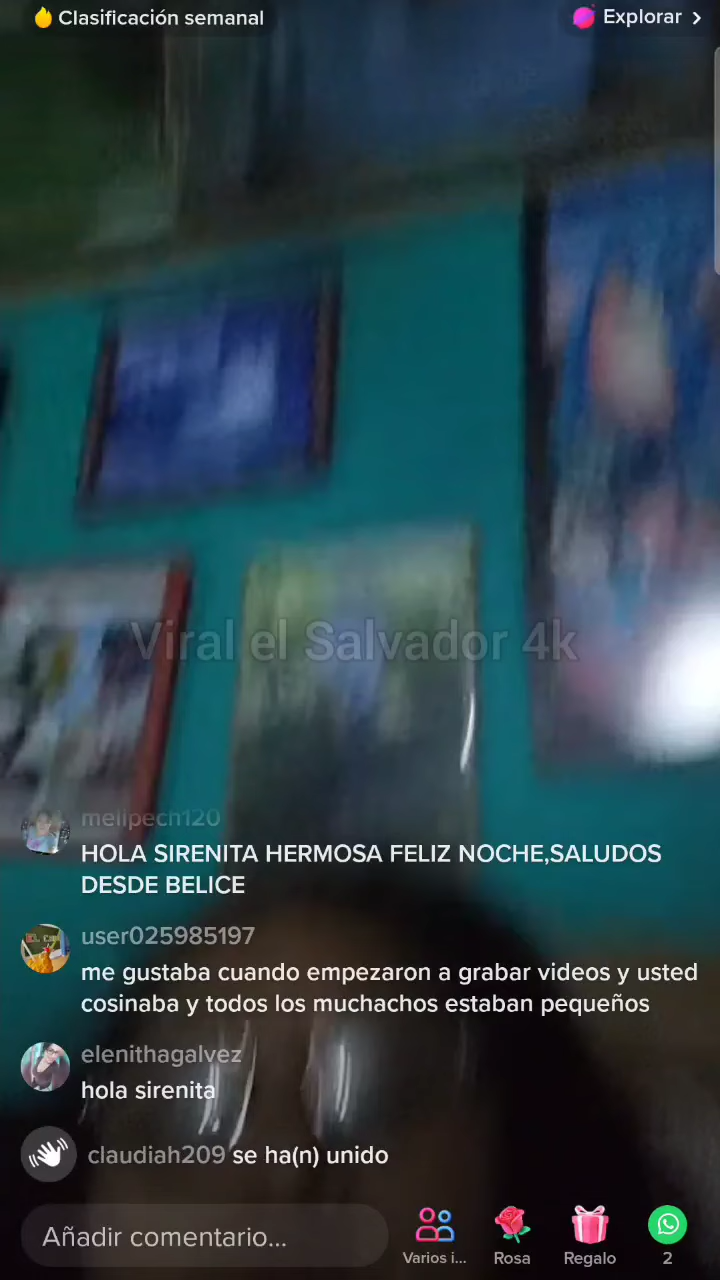 Clasificación semanal
Explorar >
Viral el Salvador 4k
melipech120
HOLA SIRENITA HERMOSA FELIZ NOCHE,SALUDOS
DESDE BELICE
user025985197
me gustaba cuando empezaron a grabar videos y usted
cosinaba y todos los muchachos estaban pequeños
elenithagalvez
hola sirenita
claudiah209 se ha(n) unido
Añadir comentario...
Varios i...
Rosa
Regalo
2